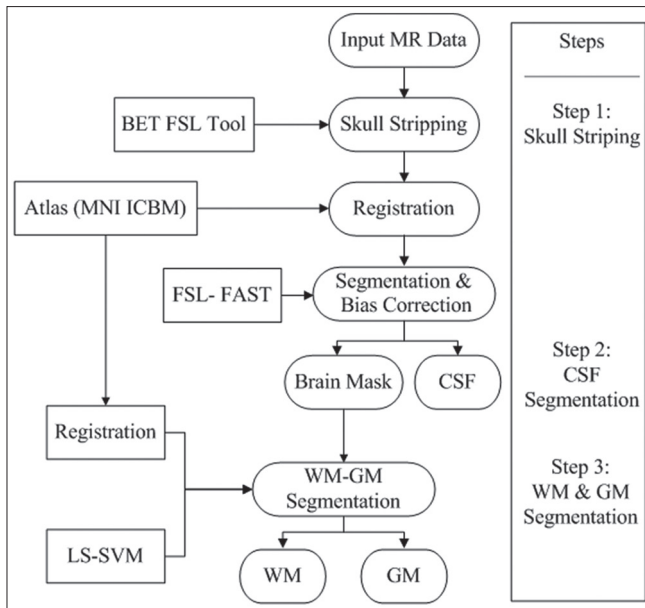 Input MR Data
BET FSL Tool
Skull Stripping
Atlas (MNI ICBM)
Registration
FSL- FAST
Segmentation &
Bias Correction
Brain Mask
CSF
Registration
WM-GM
Segmentation
LS-SVM
WM
GM
Steps
Step 1:
Skull Striping
Step 2:
CSF
Segmentation
Step 3:
WM & GM
Segmentation